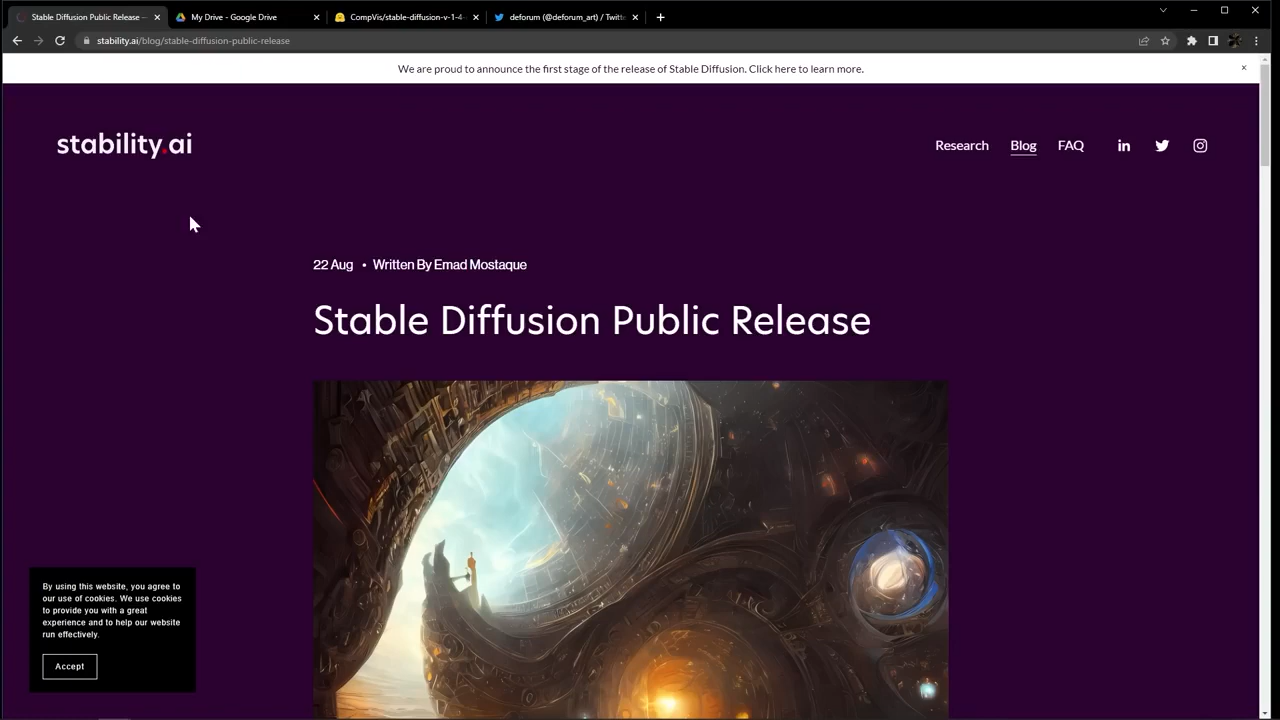 Stable Diffusion Public Release —
My Drive - Google Drive
CompVis/stable-diffusion-v-1-4
deforum (@deforum_art) / Twitt
stability.ai/blog/stable-diffusion-public-release
We are proud to announce the first stage of the release of Stable Diffusion. Click here to learn more.
stability.ai
Research
Blog
FAQ
22 Aug • Written By Emad Mostaque
Stable Diffusion Public Release
By using this website, you agree to
our use of cookies. We use cookies
to provide you with a great
experience and to help our website
run effectively.
Accept